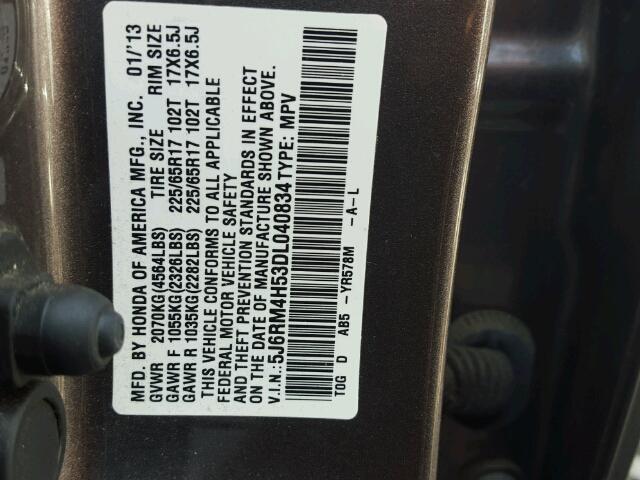 MFD. BY HONDA OF AMERICA MFG., INC. 01/'13
GVWR 2070KG(4564LBS) TIRE SIZE RIM SIZE
GAWR F 1055KG(2326LBS) 225/65R17 102T 17X6.5J
GAWR R 1035KG(2282LBS) 225/65R17 102T 17X6.5J
THIS VEHICLE CONFORMS TO ALL APPLICABLE
FEDERAL MOTOR VEHICLE SAFETY
AND THEFT PREVENTION STANDARDS IN EFFECT
ON THE DATE OF MANUFACTURE SHOWN ABOVE.
V.I.N.:5J6RM4H53DL040834 TYPE: MPV
TOG D AB5 -YR578M -A-L